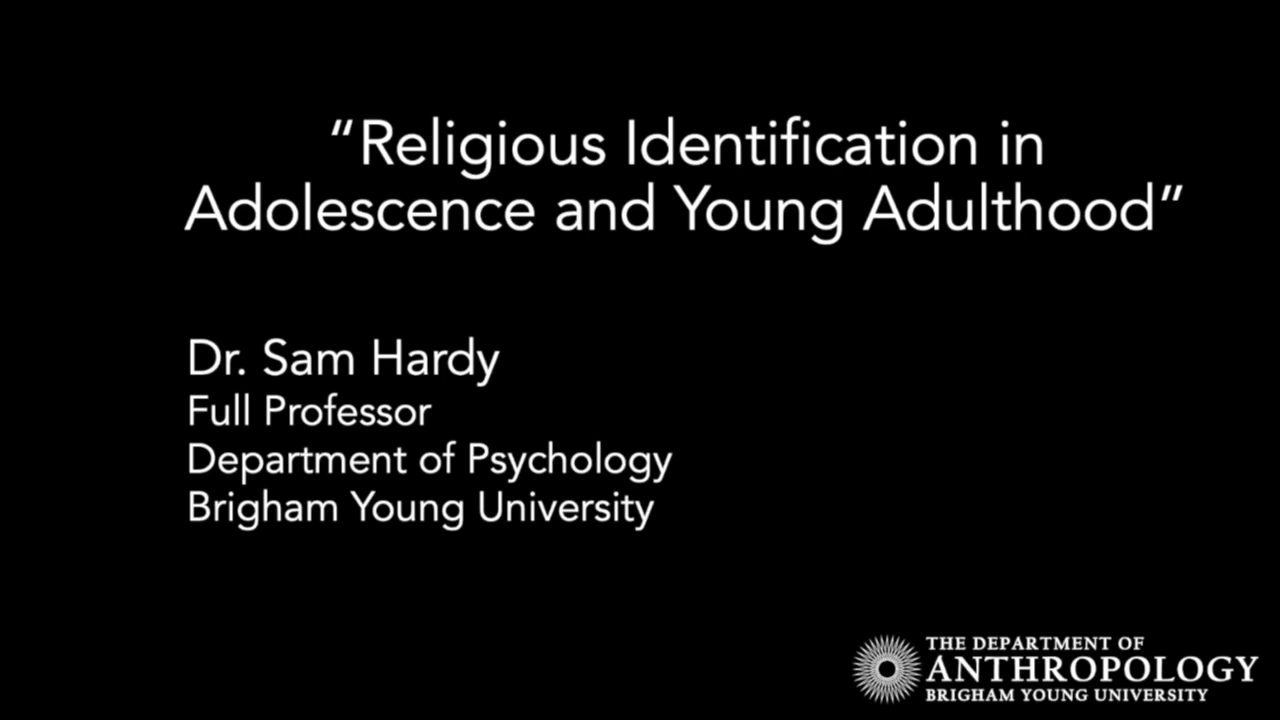 “Religious Identification in
Adolescence and Young Adulthood”
Dr. Sam Hardy
Full Professor
Department of Psychology
Brigham Young University
THE DEPARTMENT OF
ANTHROPOLOGY
BRIGHAM YOUNG UNIVERSITY